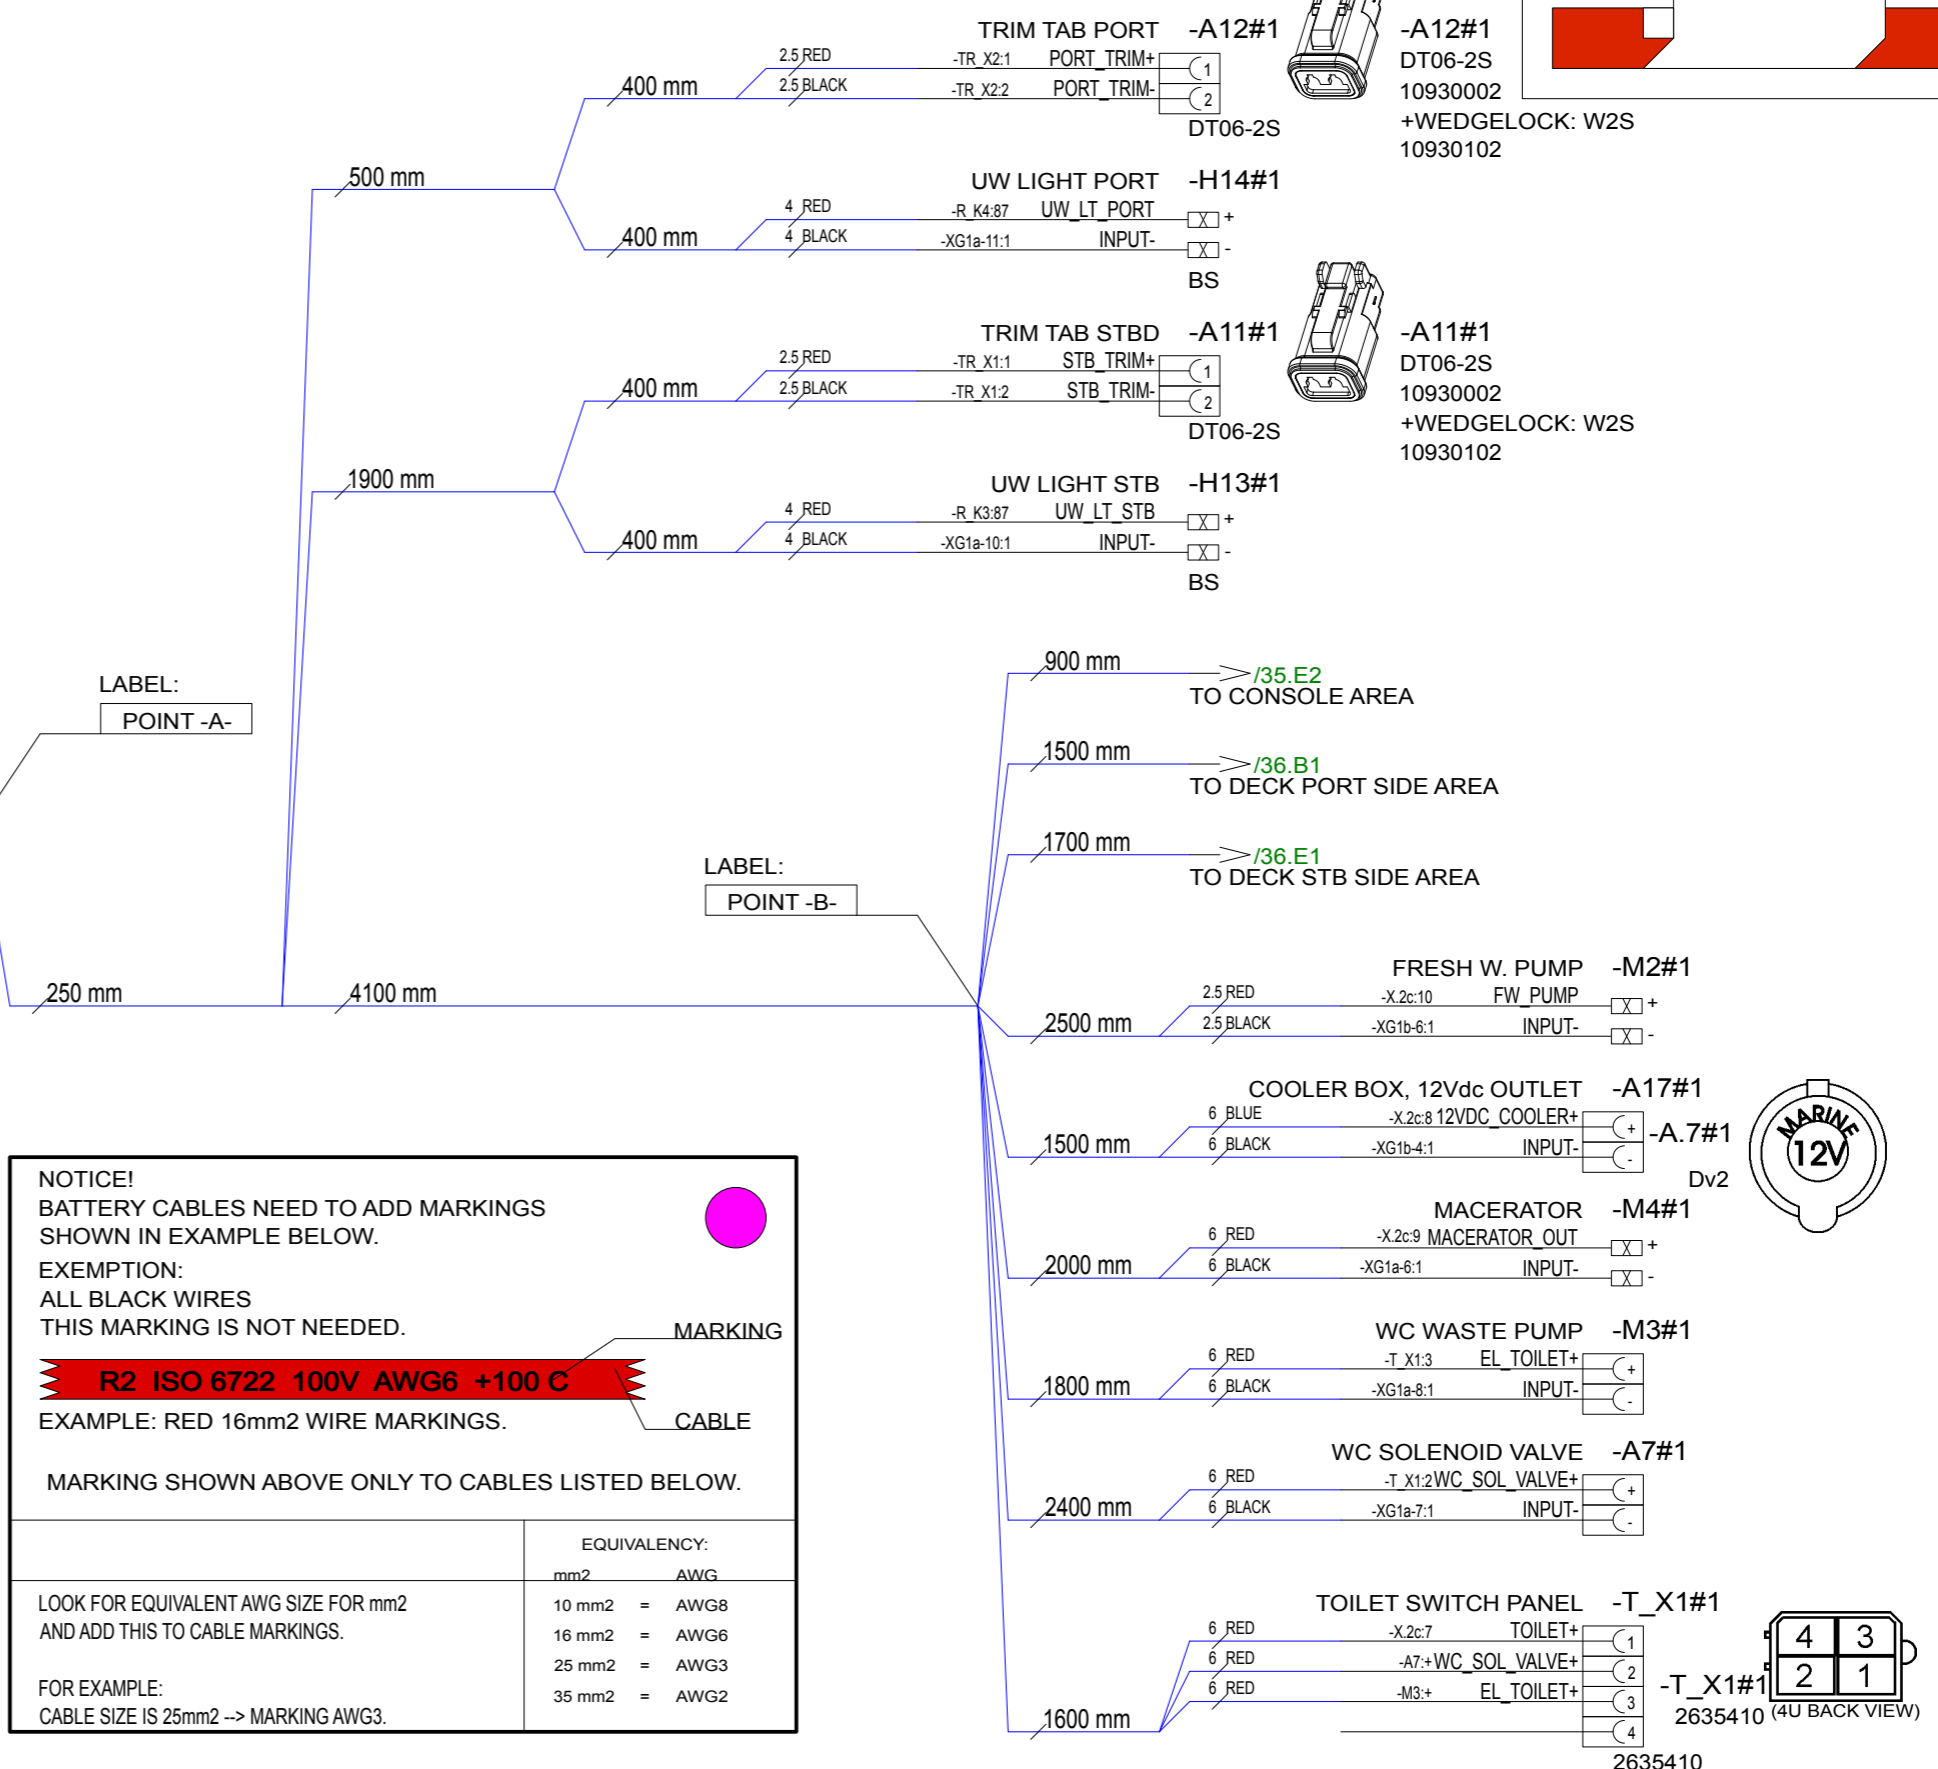 TRIM TAB PORT -A12#1
2.5 RED -TR_X2:1 PORT_TRIM+ 1
400 mm
2.5 BLACK -TR_X2:2 PORT_TRIM- 2
DT06-2S
-A12#1
DT06-2S
10930002
+WEDGELOCK: W2S
10930102
500 mm
UW LIGHT PORT -H14#1
4 RED -R_K4:87 UW_LT_PORT X +
400 mm
4 BLACK -XG1a-11:1 INPUT- X -
BS
TRIM TAB STBD -A11#1
2.5 RED -TR_X1:1 STB_TRIM+ 1
400 mm
2.5 BLACK -TR_X1:2 STB_TRIM- 2
DT06-2S
-A11#1
DT06-2S
10930002
+WEDGELOCK: W2S
10930102
1900 mm
UW LIGHT STB -H13#1
4 RED -R_K3:87 UW_LT_STB X +
400 mm
4 BLACK -XG1a-10:1 INPUT- X -
BS
LABEL:
POINT -A-
900 mm /35.E2
TO CONSOLE AREA
1500 mm /36.B1
TO DECK PORT SIDE AREA
1700 mm /36.E1
TO DECK STB SIDE AREA
LABEL:
POINT -B-
250 mm 4100 mm
FRESH W. PUMP -M2#1
2.5 RED -X.2c:10 FW_PUMP X +
2500 mm
2.5 BLACK -XG1b-6:1 INPUT- X -
COOLER BOX, 12Vdc OUTLET -A17#1
6 BLUE -X.2c:8 12VDC_COOLER+ +
1500 mm
6 BLACK -XG1b-4:1 INPUT- -
-A.7#1
Dv2
MARINE
12V
MACERATOR -M4#1
6 RED -X.2c:9 MACERATOR_OUT X +
2000 mm
6 BLACK -XG1a-6:1 INPUT- X -
WC WASTE PUMP -M3#1
6 RED -T_X1:3 EL_TOILET+ +
1800 mm
6 BLACK -XG1a-8:1 INPUT- -
WC SOLENOID VALVE -A7#1
6 RED -T_X1:2 WC_SOL_VALVE+ +
2400 mm
6 BLACK -XG1a-7:1 INPUT- -
TOILET SWITCH PANEL -T_X1#1
6 RED -X.2c:7 TOILET+ 1
6 RED -A7:+ WC_SOL_VALVE+ 2
6 RED -M3:+ EL_TOILET+ 3
1600 mm
4
2635410
-T_X1#1
2635410
4 3
2 1
(4U BACK VIEW)
NOTICE!
BATTERY CABLES NEED TO ADD MARKINGS
SHOWN IN EXAMPLE BELOW.
EXEMPTION:
ALL BLACK WIRES
THIS MARKING IS NOT NEEDED.
MARKING
R2 ISO 6722 100V AWG6 +100 C
EXAMPLE: RED 16mm2 WIRE MARKINGS.
CABLE
MARKING SHOWN ABOVE ONLY TO CABLES LISTED BELOW.
EQUIVALENCY:
mm2 AWG
LOOK FOR EQUIVALENT AWG SIZE FOR mm2
AND ADD THIS TO CABLE MARKINGS.
FOR EXAMPLE:
CABLE SIZE IS 25mm2 --> MARKING AWG3.
10 mm2 = AWG8
16 mm2 = AWG6
25 mm2 = AWG3
35 mm2 = AWG2